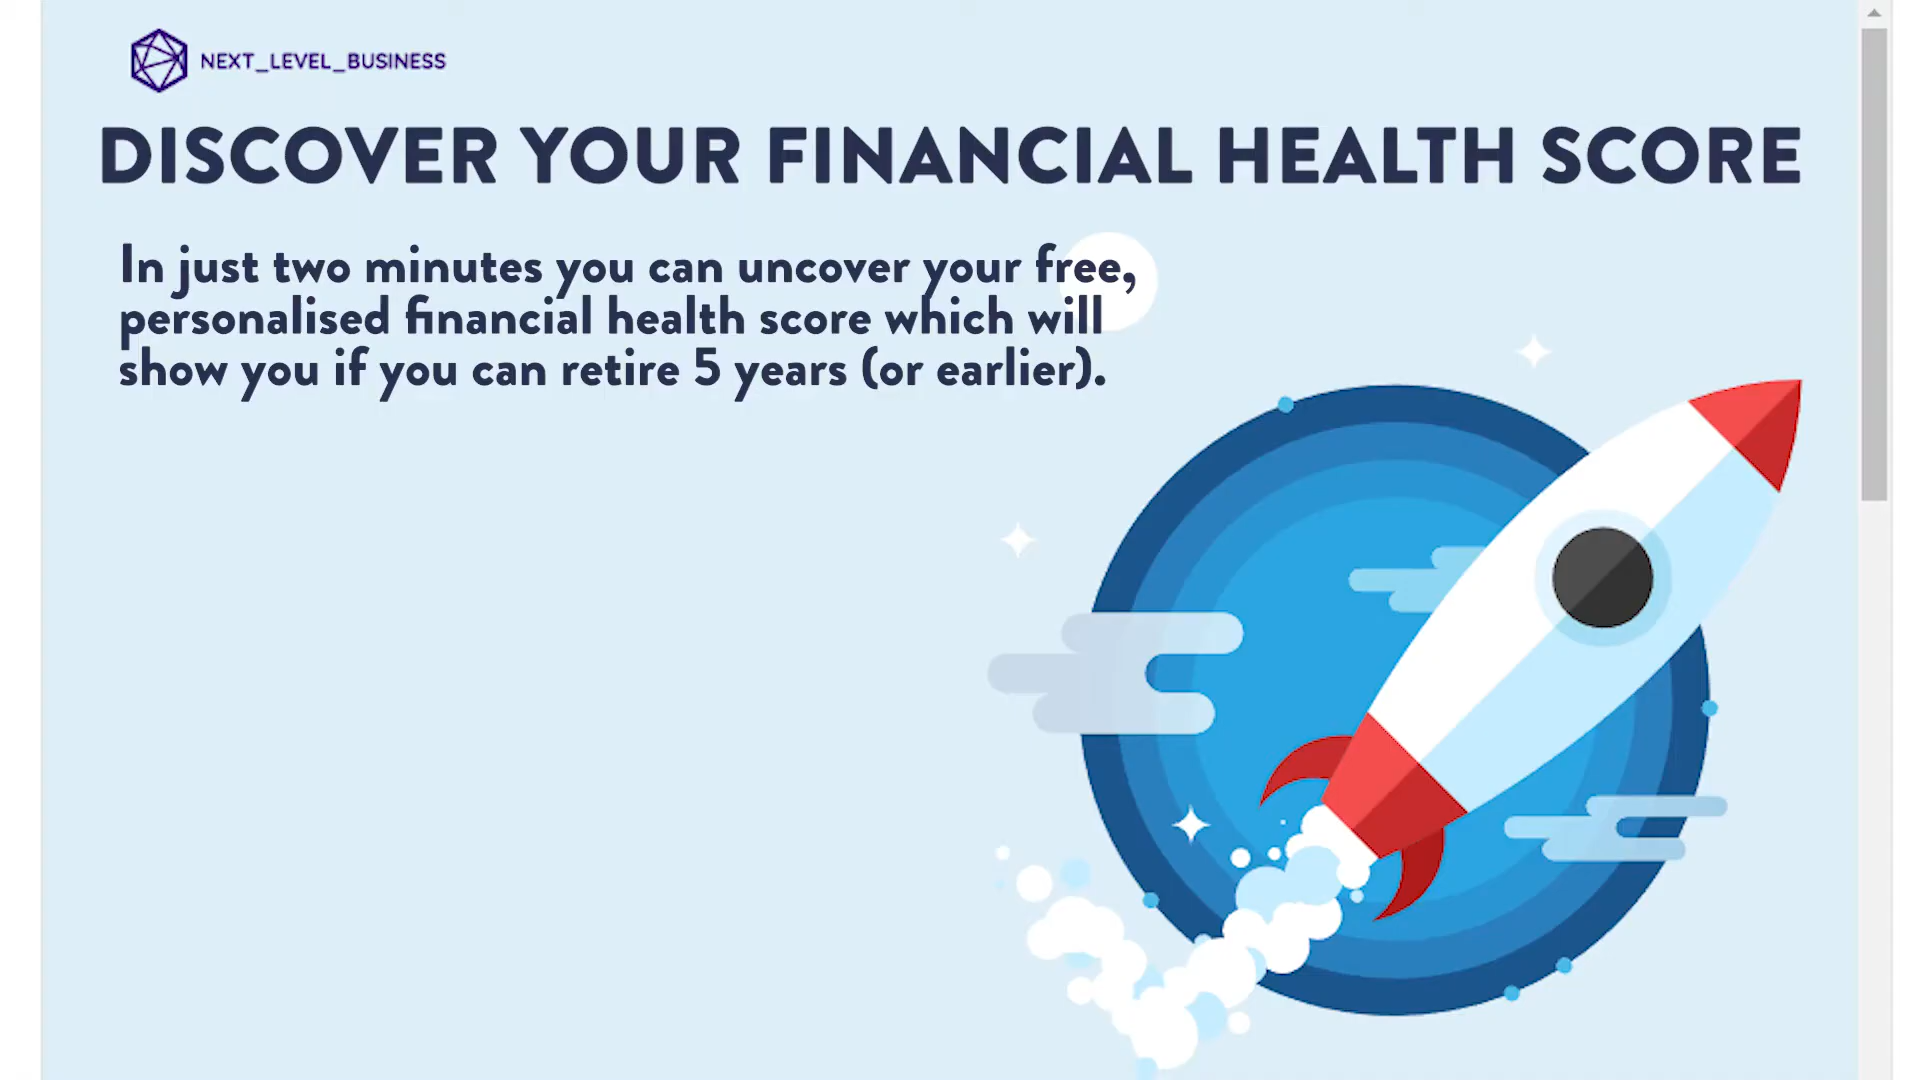 NEXT_LEVEL_BUSINESS
DISCOVER YOUR FINANCIAL HEALTH SCORE
In just two minutes you can uncover your free,
personalised financial health score which will
show you if you can retire 5 years (or earlier).